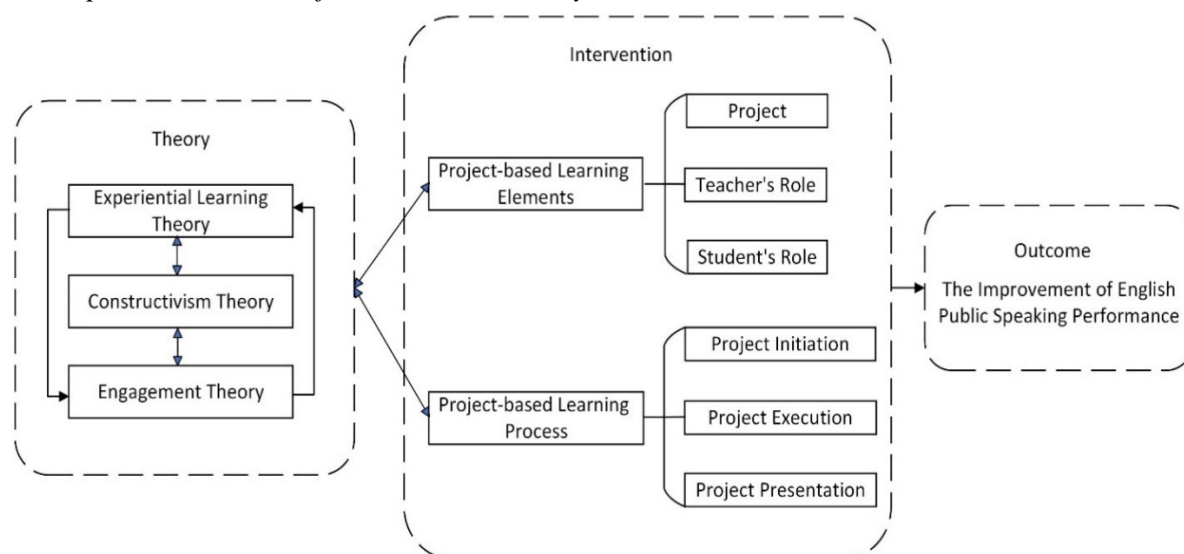 Theory
Experiential Learning
Theory
Constructivism Theory
Engagement Theory
Intervention
Project-based Learning
Elements
Project
Teacher's Role
Student's Role
Project-based Learning
Process
Project Initiation
Project Execution
Project Presentation
Outcome
The Improvement of English
Public Speaking Performance